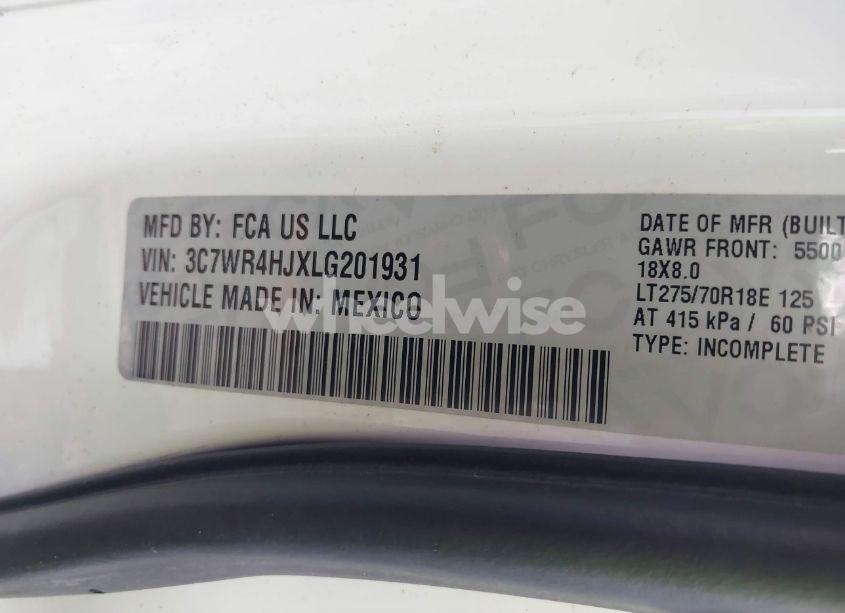 MFD BY: FCA US LLC
VIN: 3C7WR4HJXLG201931
VEHICLE MADE IN: MEXICO
DATE OF MFR (BUILT
GAWR FRONT: 5500
18X8.0
LT275/70R18E 125
AT 415 kPa / 60 PSI
TYPE: INCOMPLETE
wheelwise